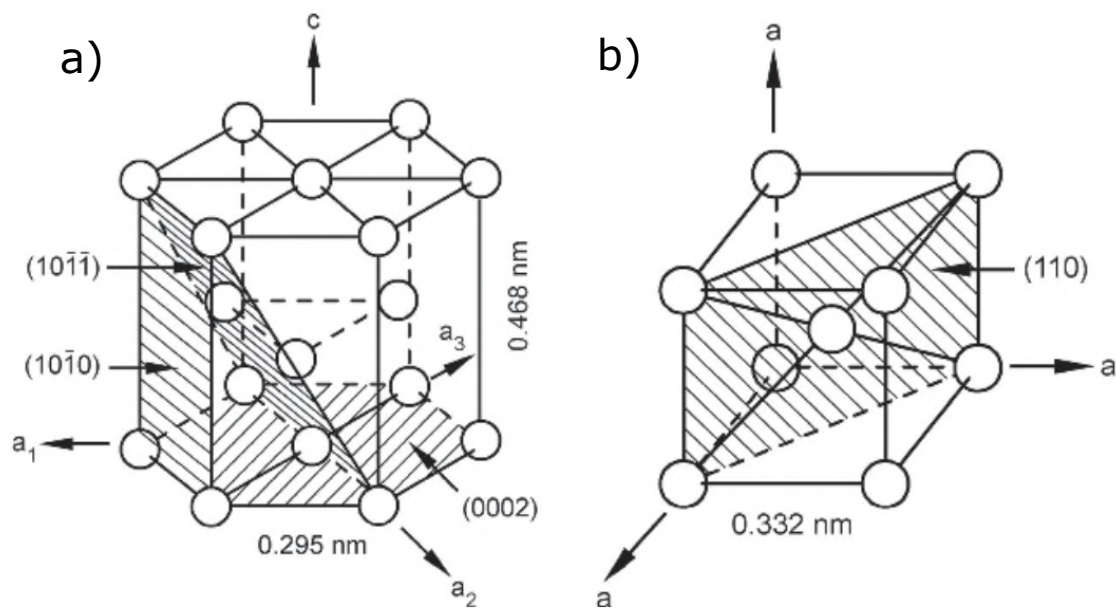 a)
c
(101̄1̄)
(101̄0)
a₁
a₂
a₃
0.468 nm
(0002)
0.295 nm
b)
a
(110)
a
a
0.332 nm